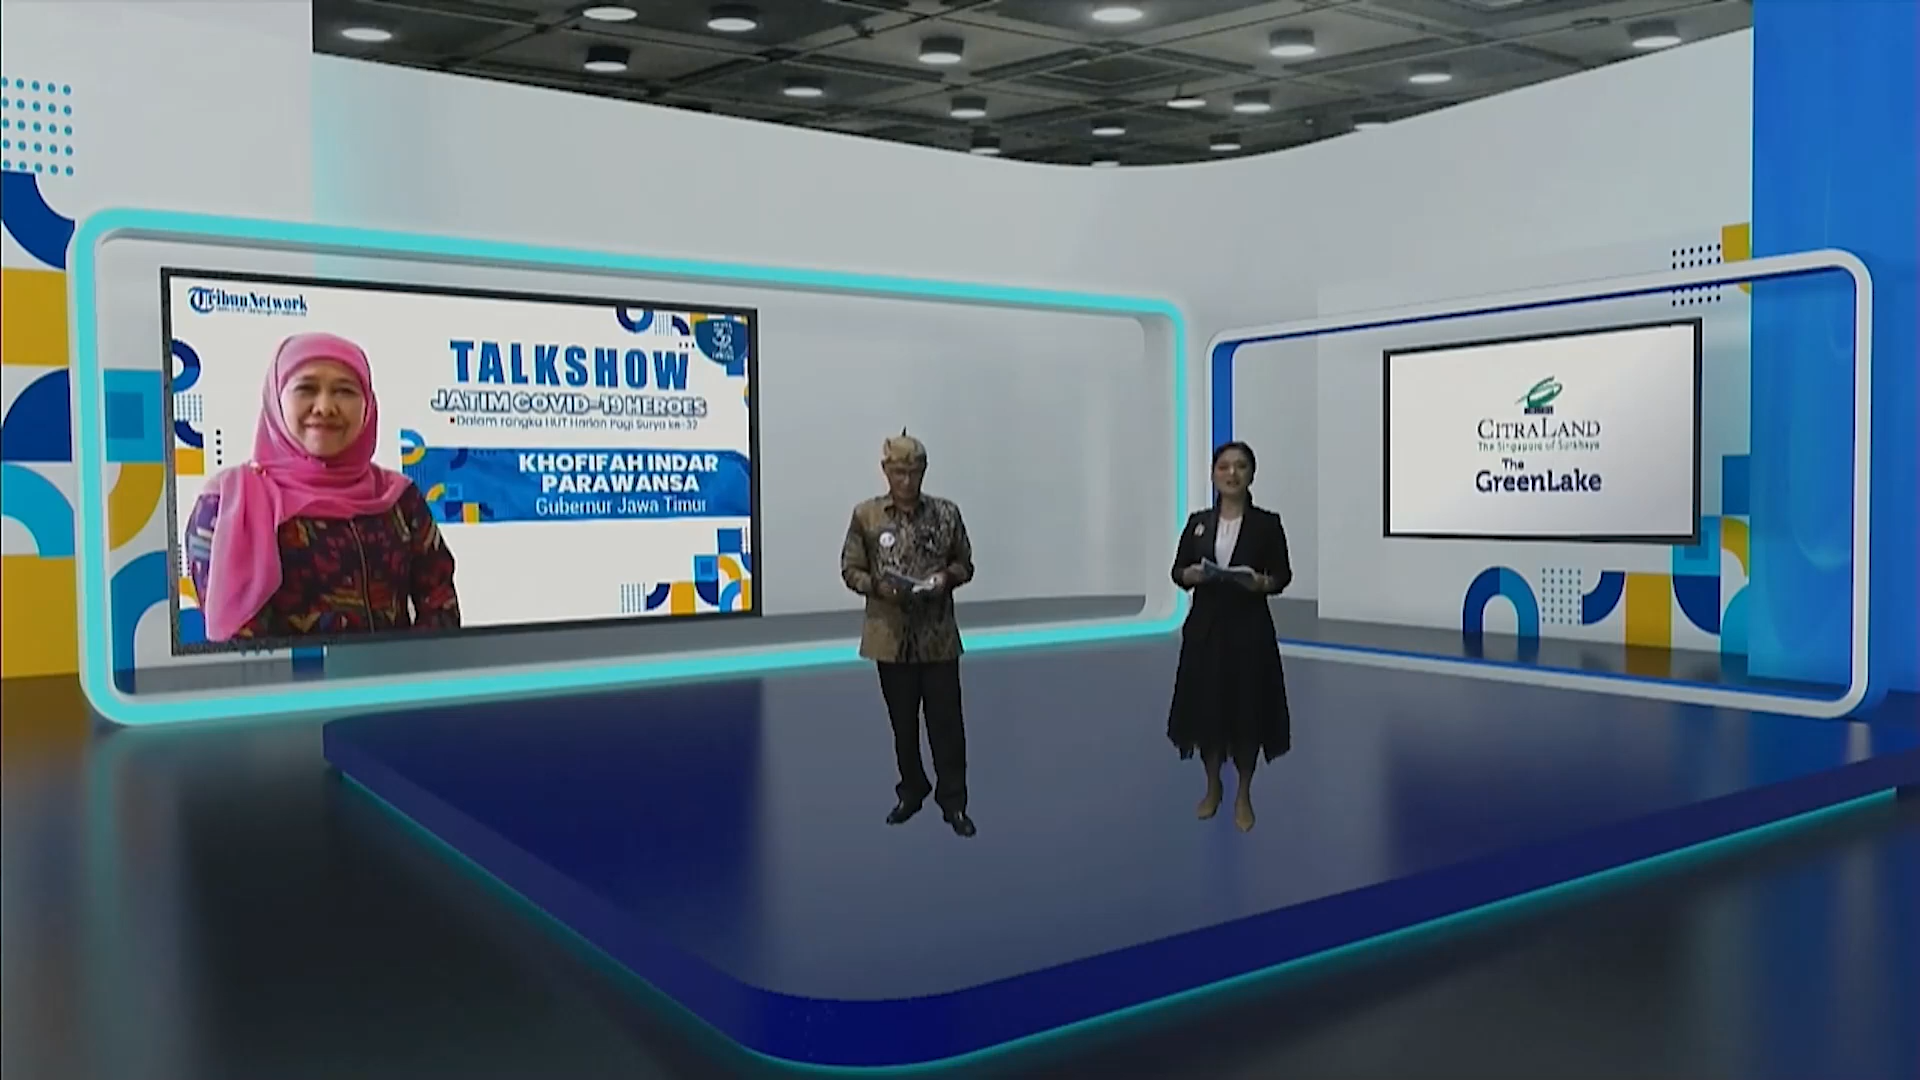 TribunNetwork
TALKSHOW
JATIM COVID-19 HEROES
Dalam rangka HUT Harian Pagi Surya ke-32
KHOFIFAH INDAR
PARAWANSA
Gubernur Jawa Timur
CITRALAND
The Singapore of Surabaya
The
GreenLake